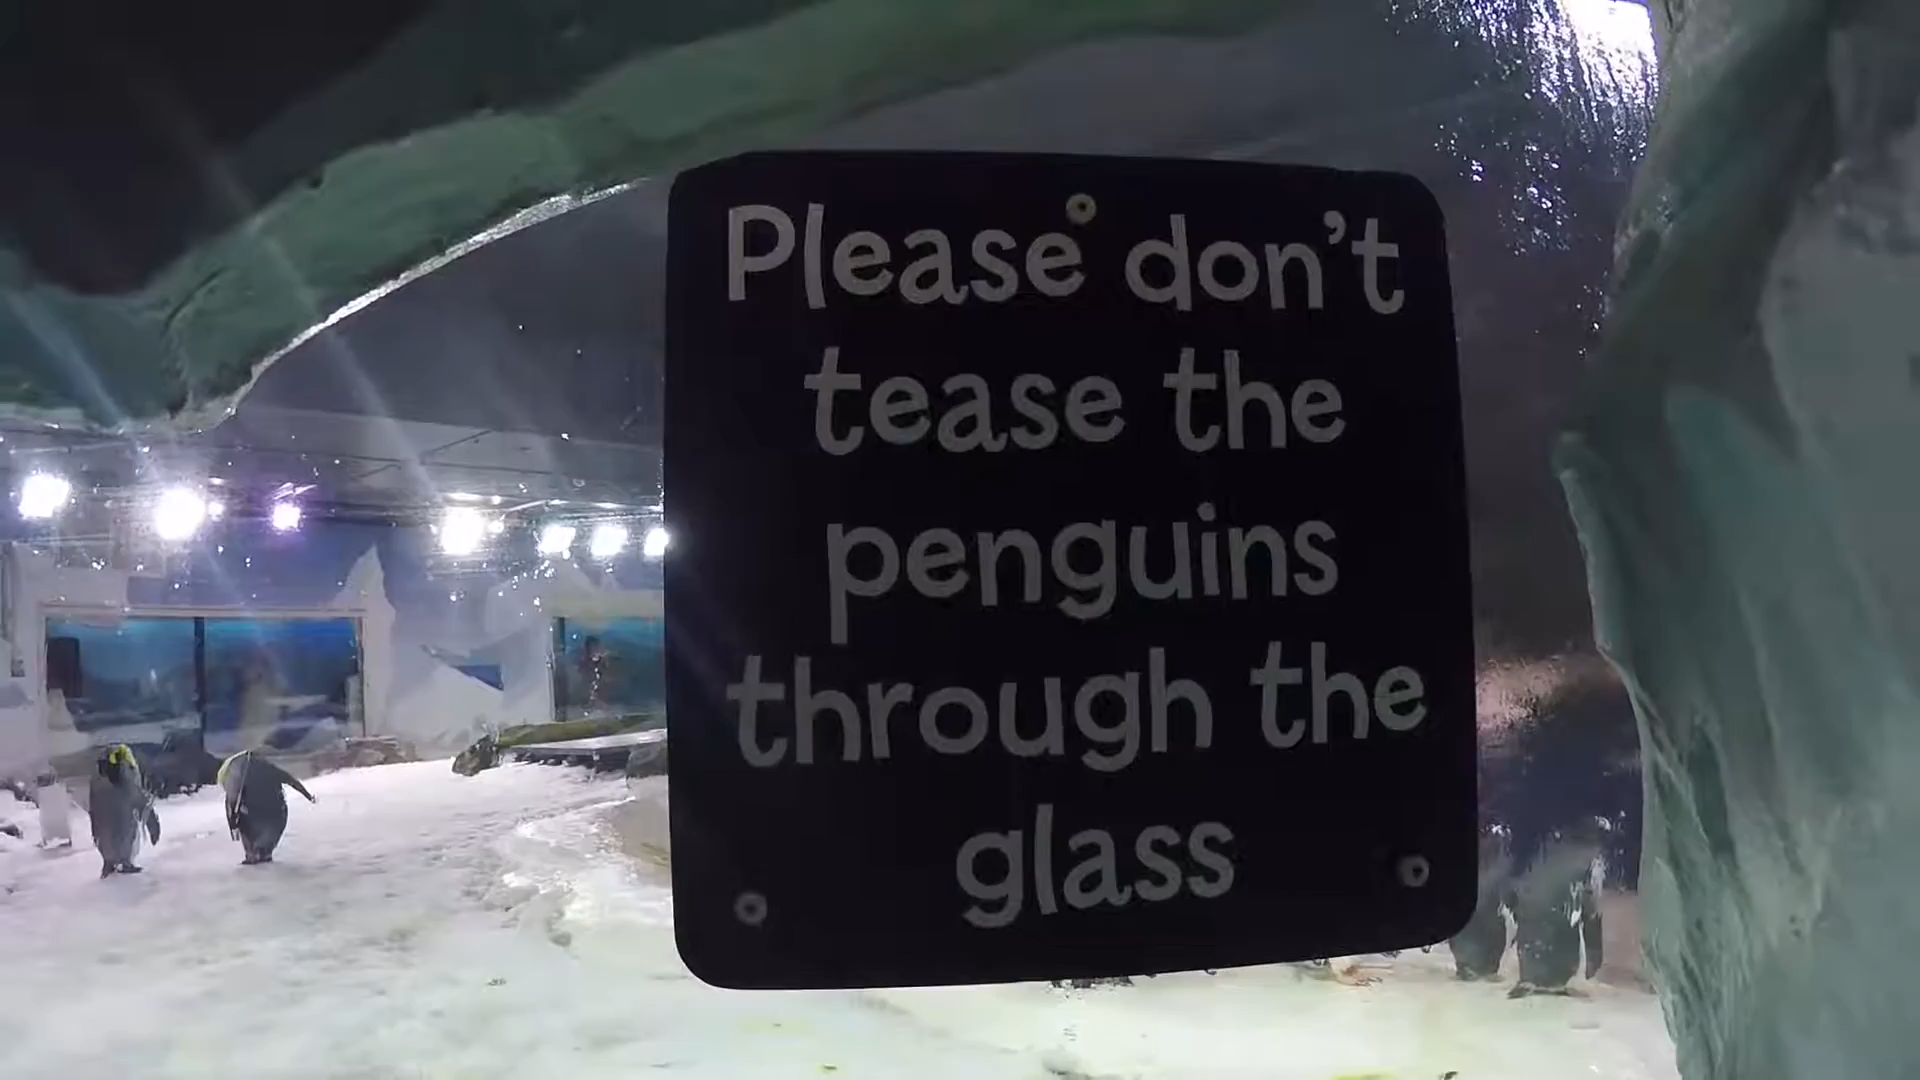 Please don't
tease the
penguins
through the
glass